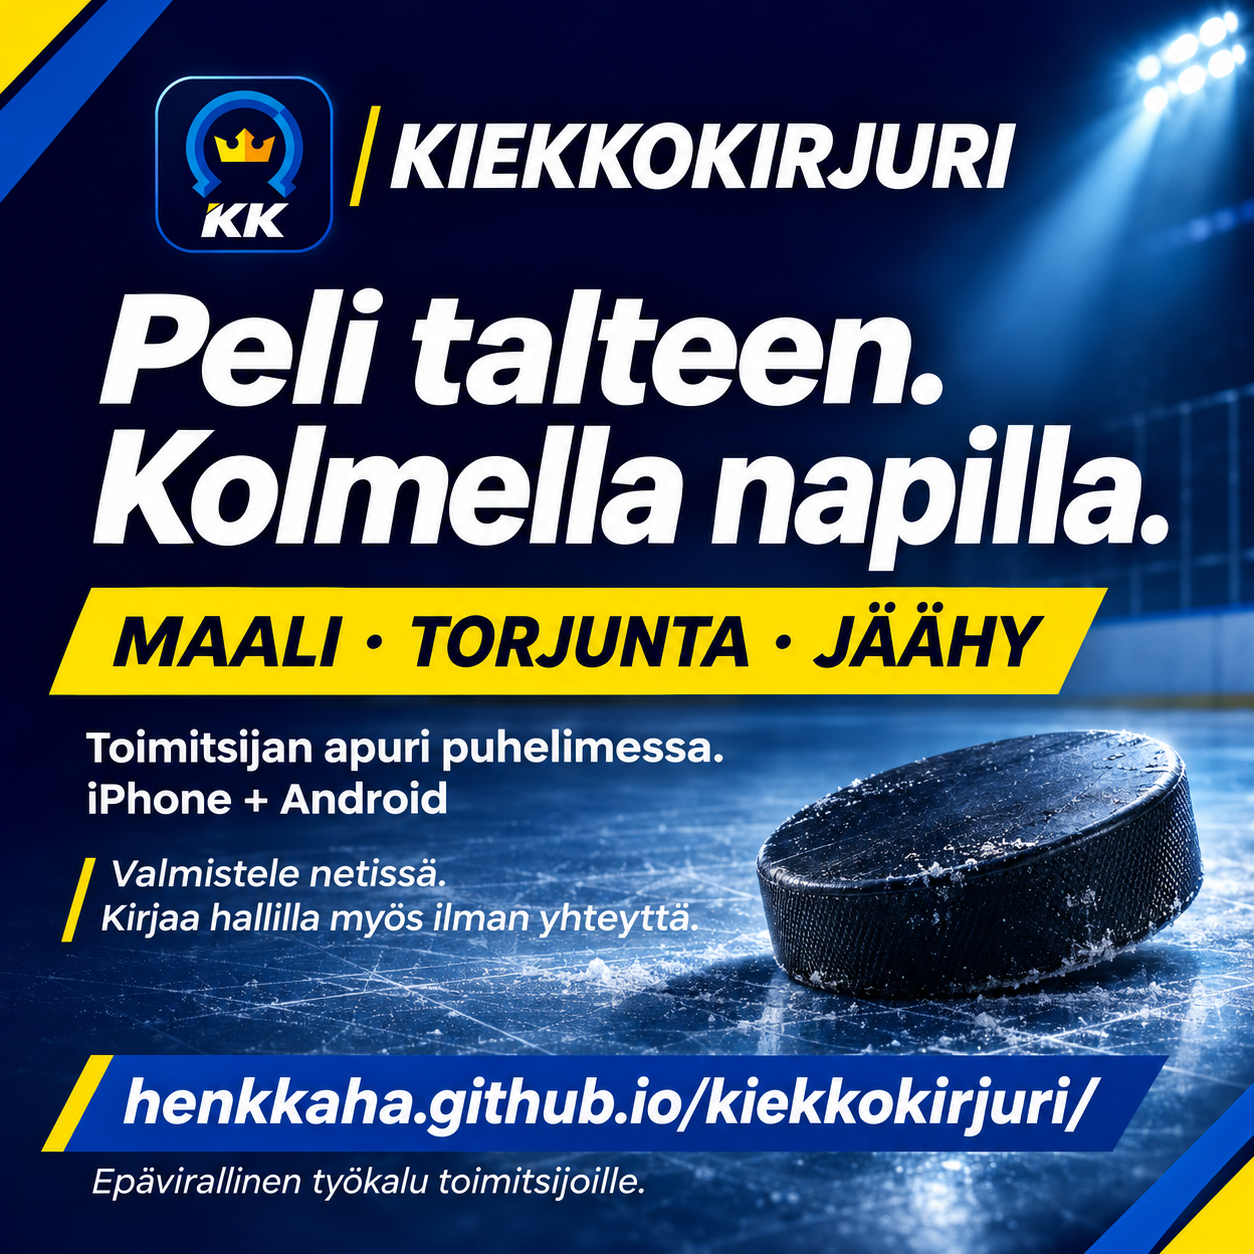 KK
KIEKKOKIRJURI
Peli talteen.
Kolmella napilla.
MAALI · TORJUNTA · JÄÄHY
Toimitsijan apuri puhelimessa.
iPhone + Android
Valmistele netissä.
Kirjaa hallilla myös ilman yhteyttä.
henkkaha.github.io/kiekkokirjuri/
Epävirallinen työkalu toimitsijoille.